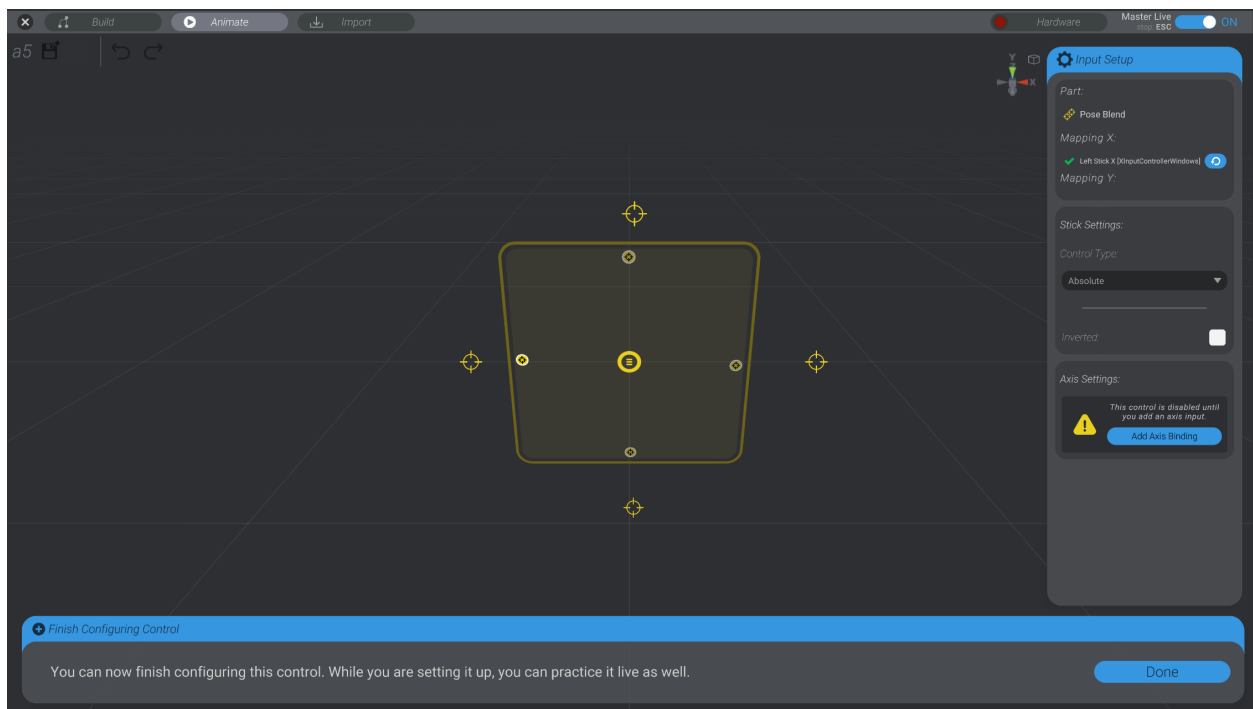 Build
Animate
Import
Hardware
Master Live
stop: ESC
ON
a5
Y
Z
X
Input Setup
Part:
Pose Blend
Mapping X:
Left Stick X [XInputControllerWindows]
Mapping Y:
Stick Settings:
Control Type:
Absolute
Inverted:
Axis Settings:
This control is disabled until
you add an axis input.
Add Axis Binding
Finish Configuring Control
You can now finish configuring this control. While you are setting it up, you can practice it live as well.
Done